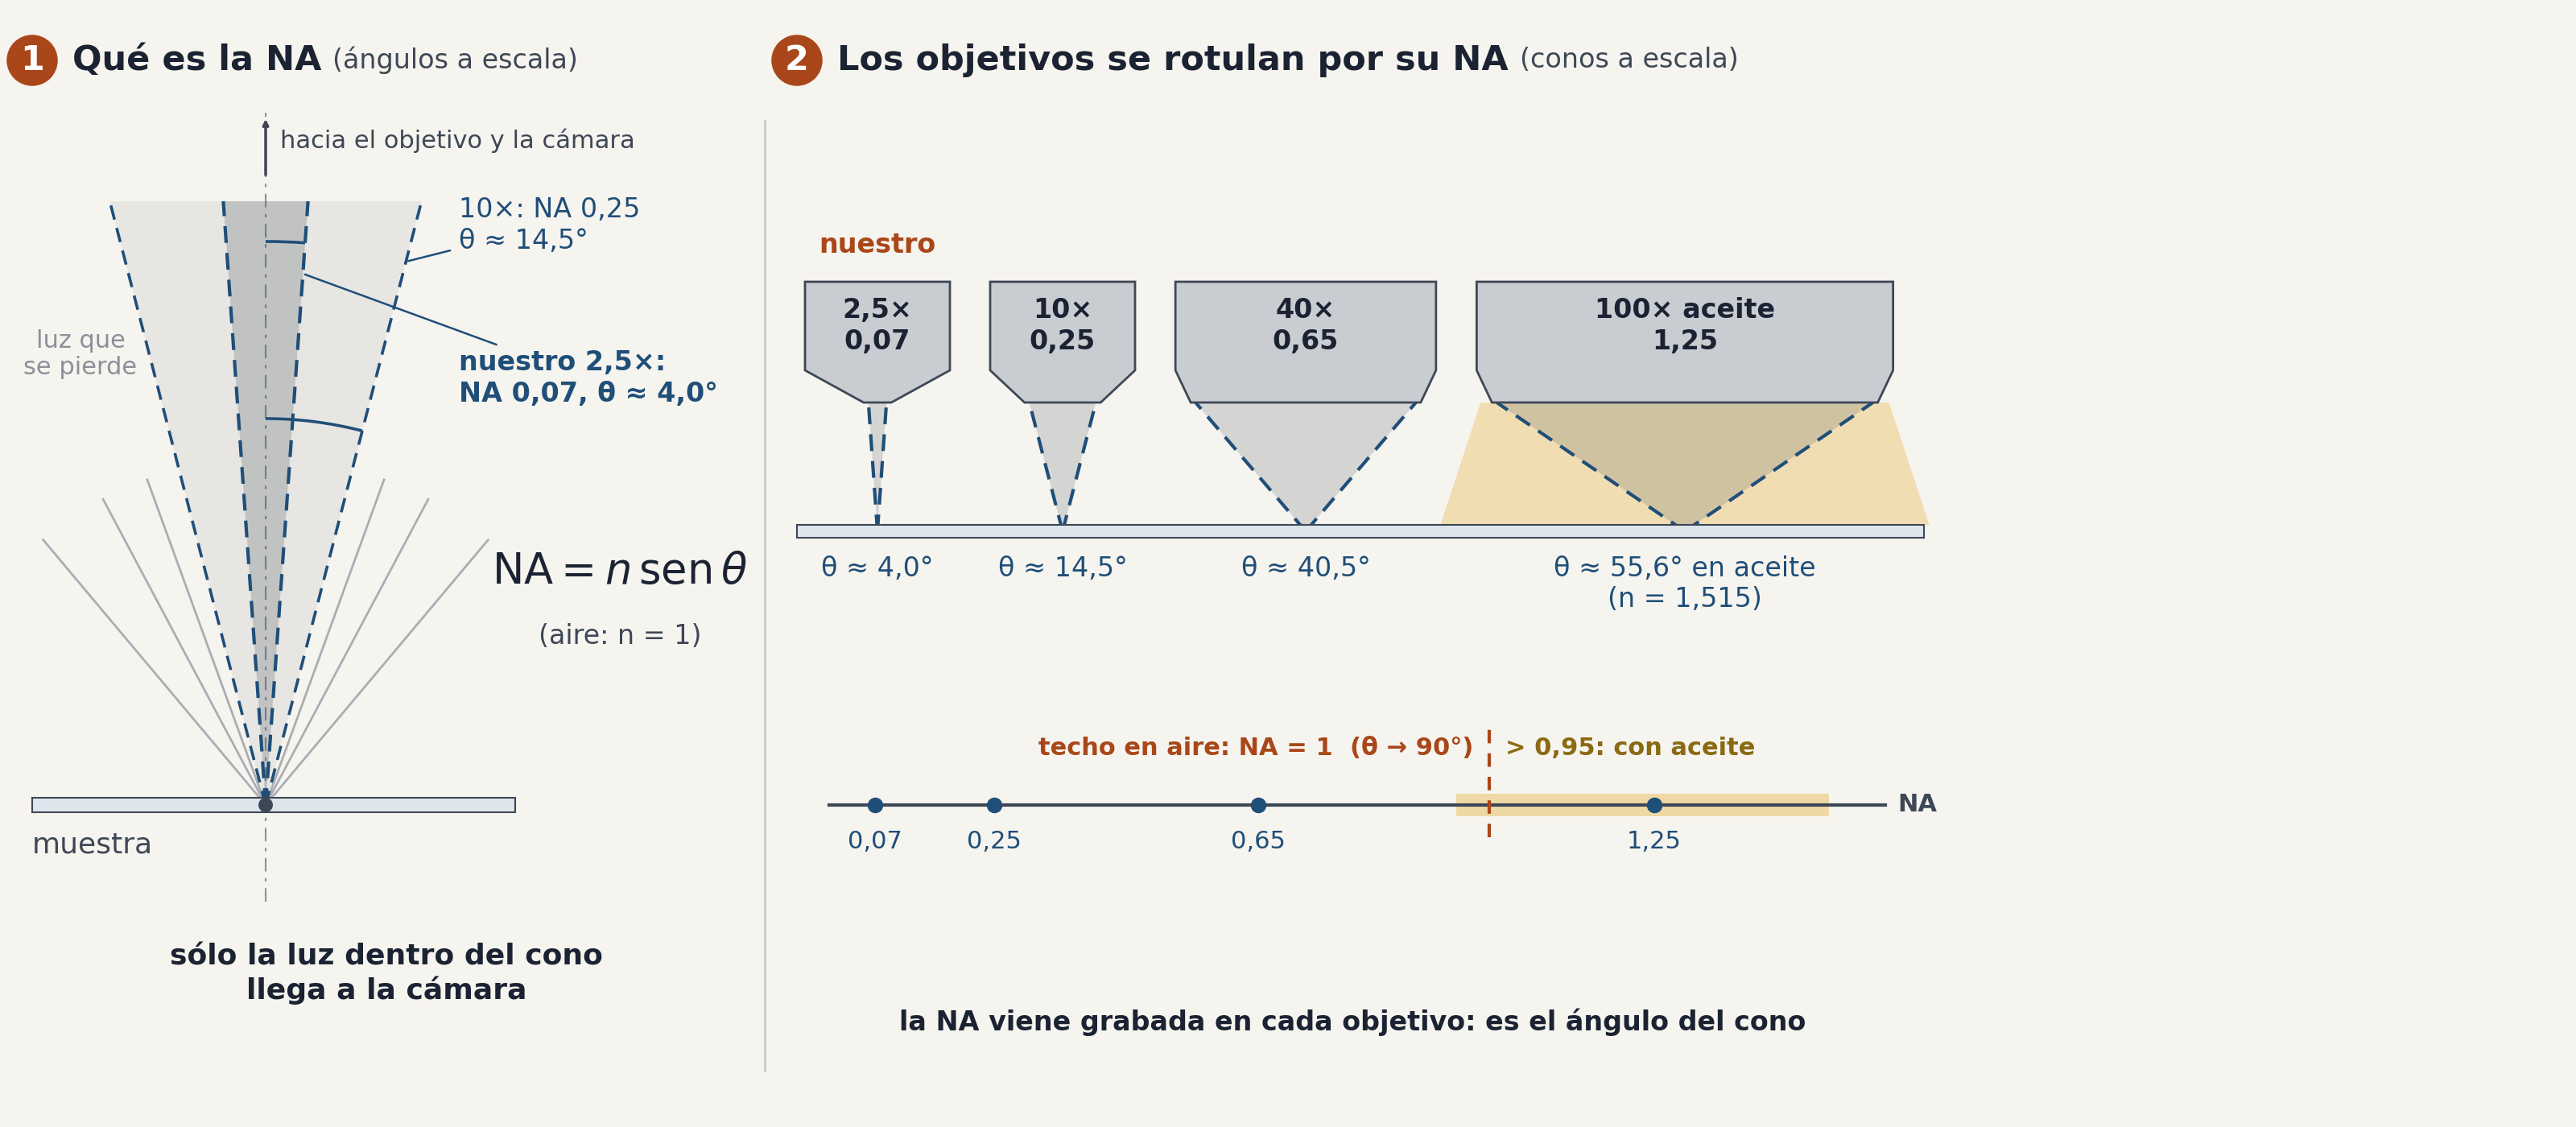 1 Qué es la NA (ángulos a escala)
hacia el objetivo y la cámara
10×: NA 0,25
θ ≈ 14,5°
luz que
se pierde
nuestro 2,5×:
NA 0,07, θ ≈ 4,0°
NA = n sen θ
(aire: n = 1)
muestra
sólo la luz dentro del cono
llega a la cámara
2 Los objetivos se rotulan por su NA (conos a escala)
nuestro
2,5×
0,07
10×
0,25
40×
0,65
100× aceite
1,25
θ ≈ 4,0°
θ ≈ 14,5°
θ ≈ 40,5°
θ ≈ 55,6° en aceite
(n = 1,515)
techo en aire: NA = 1 (θ → 90°)
> 0,95: con aceite
NA
0,07
0,25
0,65
1,25
la NA viene grabada en cada objetivo: es el ángulo del cono